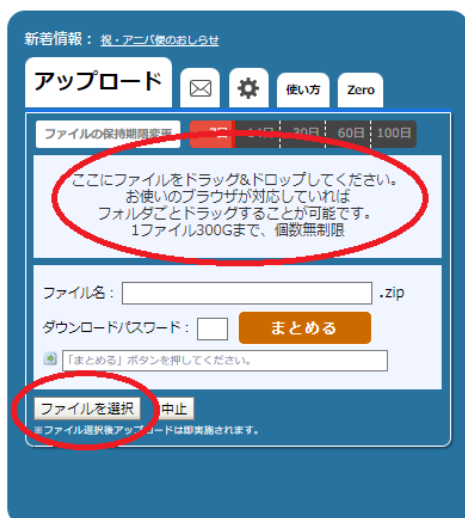 新着情報： 祝・アニバ便のおしらせ
アップロード 使い方 Zero
ファイルの保持期限変更 7日 14日 30日 60日 100日
ここにファイルをドラッグ&ドロップしてください。
お使いのブラウザが対応していれば
フォルダごとドラッグすることが可能です。
1ファイル300Gまで、個数無制限
ファイル名： .zip
ダウンロードパスワード： まとめる
「まとめる」ボタンを押してください。
ファイルを選択 中止
※ファイル選択後アップロードは即実施されます。